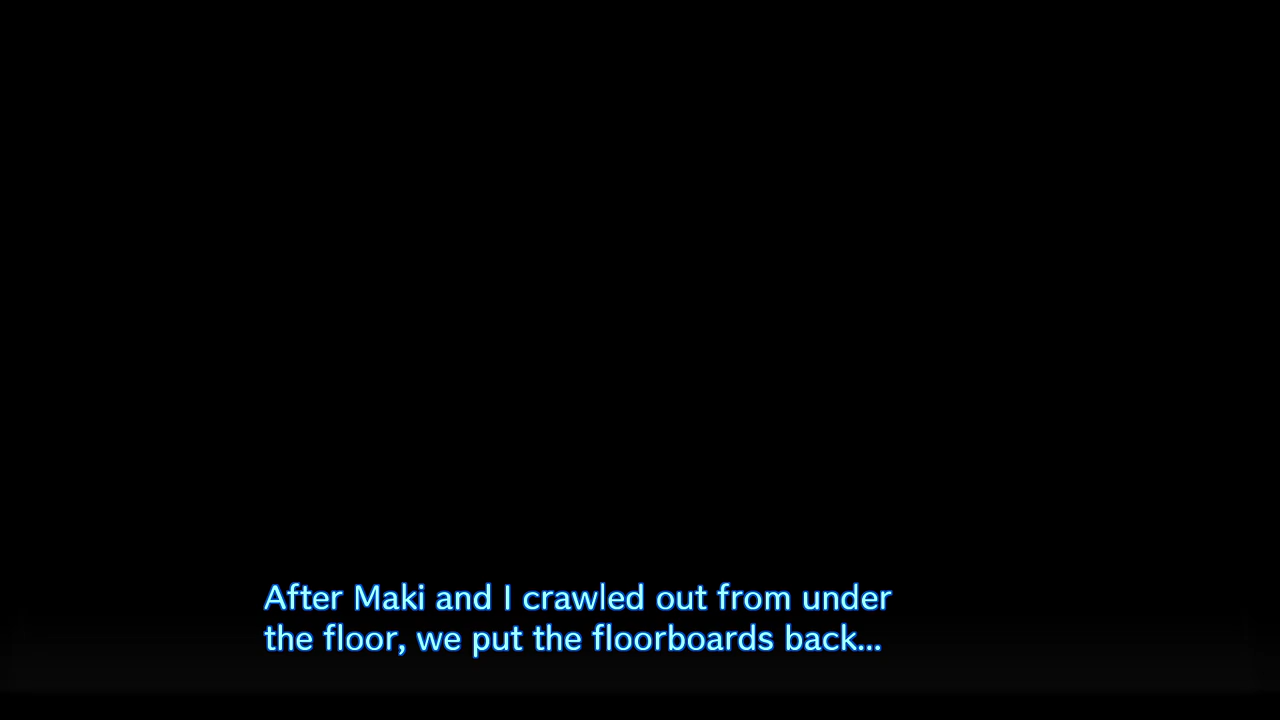 After Maki and I crawled out from under
the floor, we put the floorboards back...